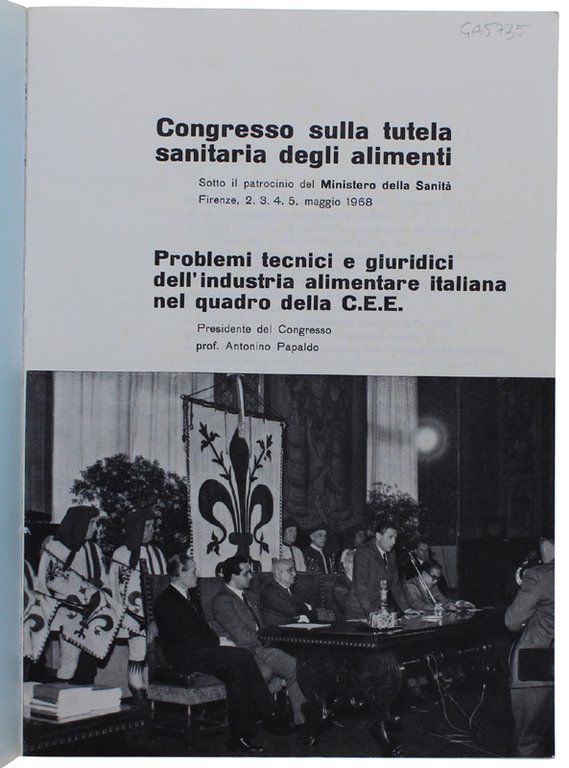 GA5735
Congresso sulla tutela
sanitaria degli alimenti
Sotto il patrocinio del Ministero della Sanità
Firenze, 2. 3. 4. 5. maggio 1968
Problemi tecnici e giuridici
dell'industria alimentare italiana
nel quadro della C.E.E.
Presidente del Congresso
prof. Antonino Papaldo